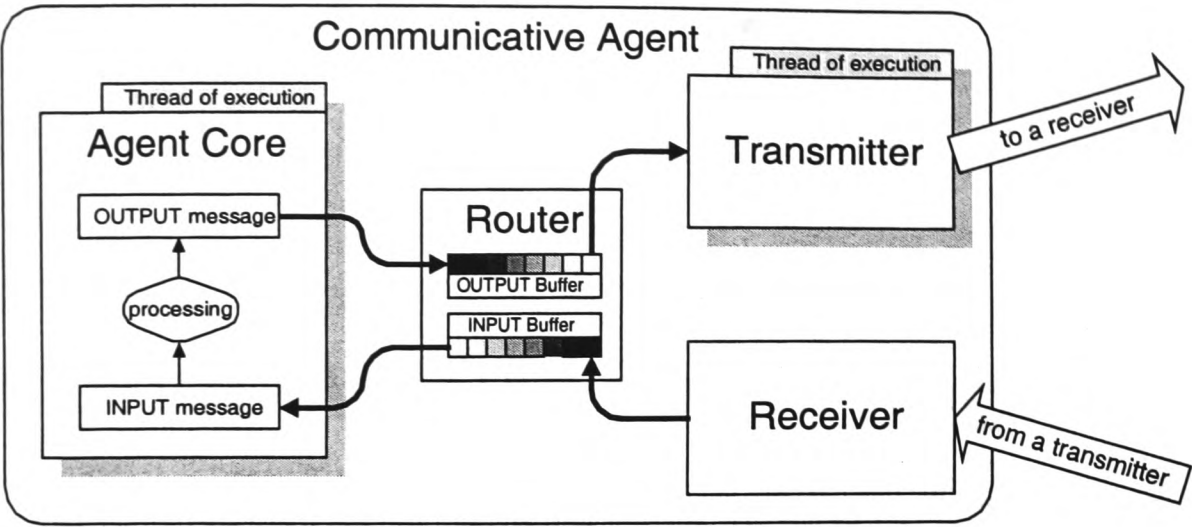 Communicative Agent
Thread of execution
Agent Core
OUTPUT message
processing
INPUT message
Router
OUTPUT Buffer
INPUT Buffer
Thread of execution
Transmitter
to a receiver
Receiver
from a transmitter